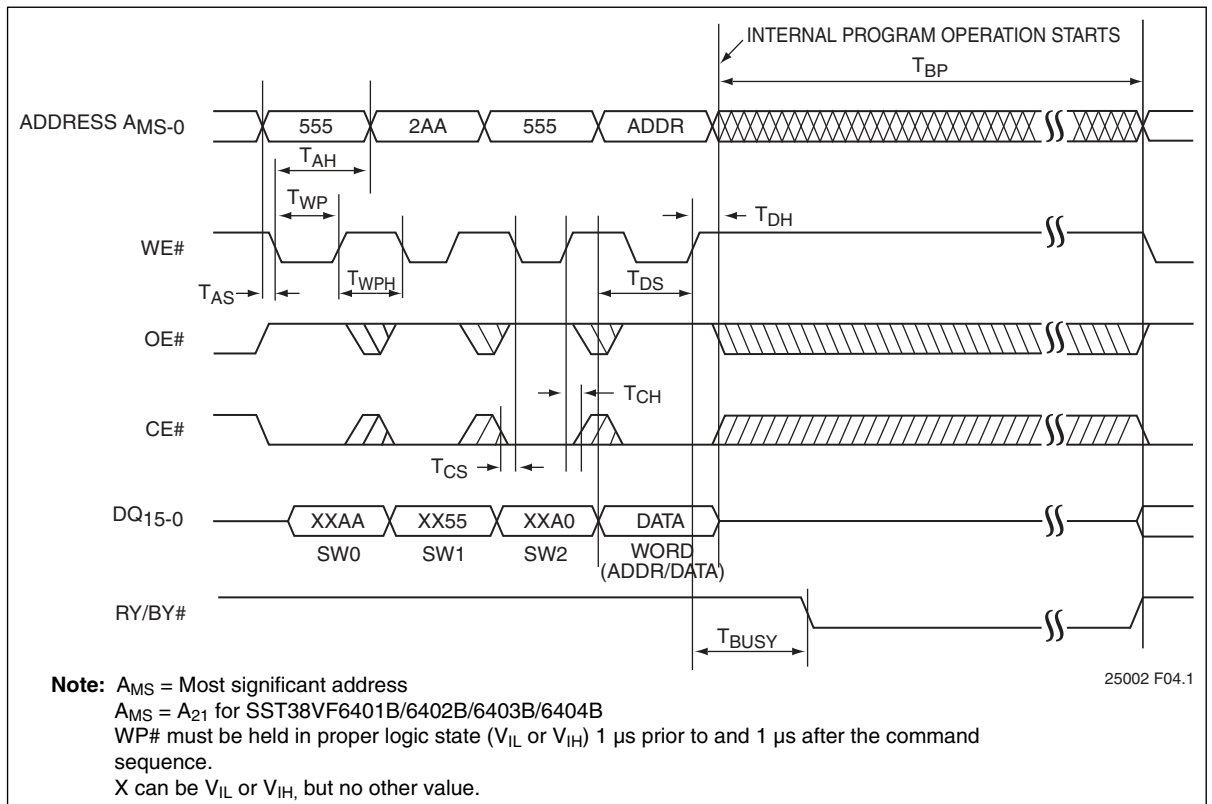 INTERNAL PROGRAM OPERATION STARTS
TBP
ADDRESS AMS-0
555
2AA
555
ADDR
TAH
TWP
TDH
WE#
TWPH
TDS
TAS
OE#
TCH
CE#
TCS
DQ15-0
XXAA
XX55
XXA0
DATA
SW0
SW1
SW2
WORD
(ADDR/DATA)
RY/BY#
TBUSY
25002 F04.1
Note: AMS = Most significant address
AMS = A21 for SST38VF6401B/6402B/6403B/6404B
WP# must be held in proper logic state (VIL or VIH) 1 µs prior to and 1 µs after the command
sequence.
X can be VIL or VIH, but no other value.